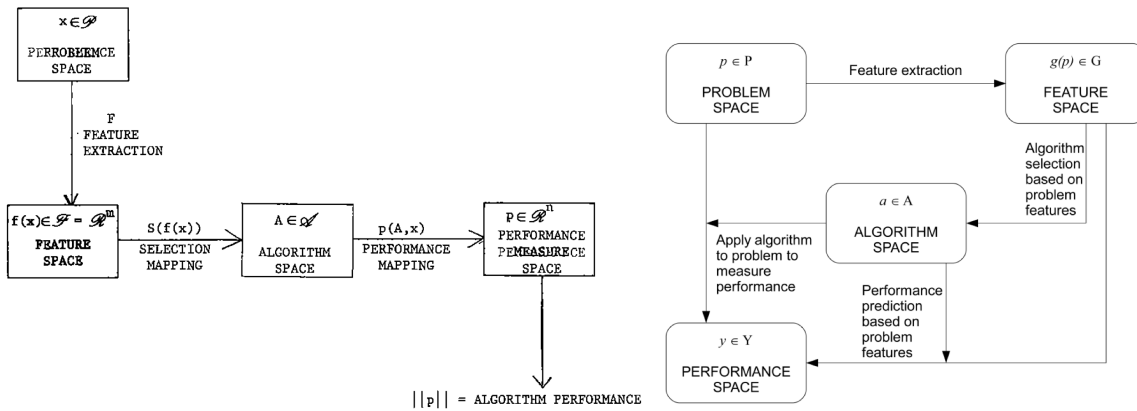 x ∈ 𝒫
SPACE
F
FEATURE
EXTRACTION
f(x) ∈ ℱ = ℛᵐ
FEATURE
SPACE
S(f(x))
SELECTION
MAPPING
A ∈ 𝒜
ALGORITHM
SPACE
p(A,x)
PERFORMANCE
MAPPING
p ∈ ℛⁿ
PERFORMANCE
MEASURE
SPACE
||p|| = ALGORITHM PERFORMANCE
p ∈ P
PROBLEM
SPACE
Feature extraction
g(p) ∈ G
FEATURE
SPACE
Algorithm
selection
based on
problem
features
a ∈ A
ALGORITHM
SPACE
Apply algorithm
to problem to
measure
performance
Performance
prediction
based on
problem
features
y ∈ Y
PERFORMANCE
SPACE